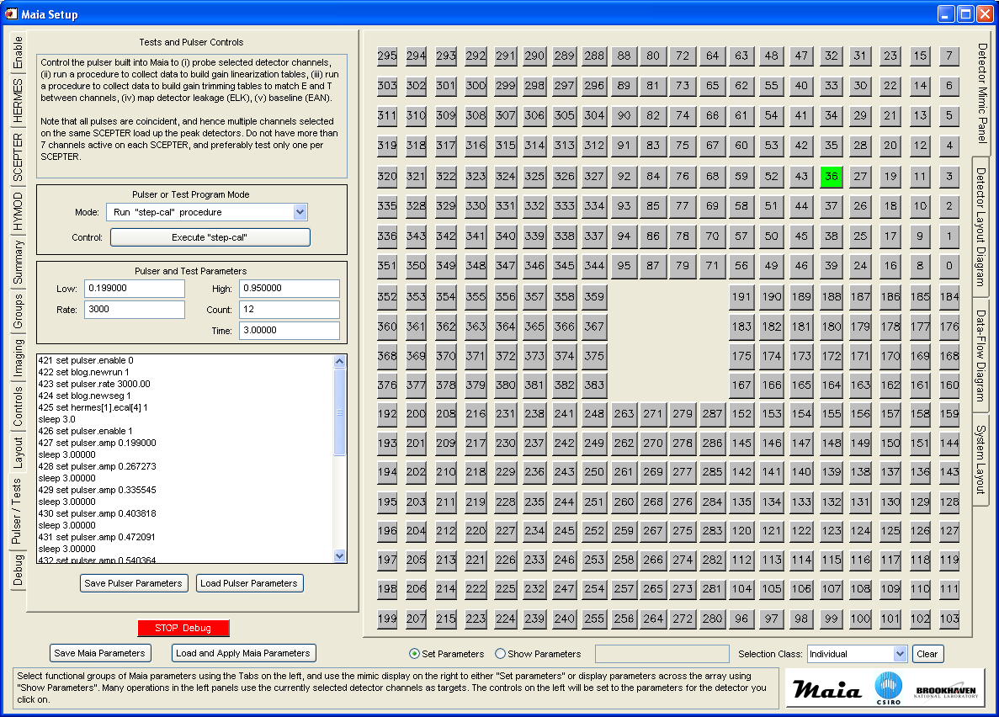 Maia Setup
Enable
HERMES
SCEPTER
HYMOD
Summary
Groups
Imaging
Controls
Layout
Pulser / Tests
Debug
Tests and Pulser Controls
Control the pulser built into Maia to (i) probe selected detector channels,
(ii) run a procedure to collect data to build gain linearization tables, (iii) run
a procedure to collect data to build gain trimming tables to match E and T
between channels, (iv) map detector leakage (ELK), (v) baseline (EAN).
Note that all pulses are coincident, and hence multiple channels selected
on the same SCEPTER load up the peak detectors. Do not have more than
7 channels active on each SCEPTER, and preferably test only one per
SCEPTER.
Pulser or Test Program Mode
Mode: Run "step-cal" procedure
Control: Execute "step-cal"
Pulser and Test Parameters
Low: 0.199000 High: 0.950000
Rate: 3000 Count: 12
Time: 3.00000
421 set pulser.enable 0
422 set blog.newrun 1
423 set pulser.rate 3000.00
424 set blog.newseg 1
425 set hermes[1].ecal[4] 1
sleep 3.0
426 set pulser.enable 1
427 set pulser.amp 0.199000
sleep 3.00000
428 set pulser.amp 0.267273
sleep 3.00000
429 set pulser.amp 0.335545
sleep 3.00000
430 set pulser.amp 0.403818
sleep 3.00000
431 set pulser.amp 0.472091
sleep 3.00000
432 set pulser.amp 0.540364
Save Pulser Parameters Load Pulser Parameters
STOP Debug
Save Maia Parameters Load and Apply Maia Parameters
295 294 293 292 291 290 289 288 88 80 72 64 63 48 47 32 31 23 15 7
303 302 301 300 299 298 297 296 89 81 73 65 62 55 40 33 30 22 14 6
311 310 309 308 307 306 305 304 90 82 74 66 61 54 41 34 29 21 13 5
319 318 317 316 315 314 313 312 91 83 75 67 60 53 42 35 28 20 12 4
320 321 322 323 324 325 326 327 92 84 76 68 59 52 43 36 27 19 11 3
335 328 329 330 331 332 333 334 93 85 77 69 58 51 44 37 26 18 10 2
336 343 342 341 340 339 338 337 94 86 78 70 57 50 45 38 25 17 9 1
351 350 349 348 347 346 345 344 95 87 79 71 56 49 46 39 24 16 8 0
352 353 354 355 356 357 358 359 191 190 189 188 187 186 185 184
360 361 362 363 364 365 366 367 183 182 181 180 179 178 177 176
368 369 370 371 372 373 374 375 175 174 173 172 171 170 169 168
376 377 378 379 380 381 382 383 167 166 165 164 163 162 161 160
192 200 208 216 231 238 241 248 263 271 279 287 152 153 154 155 156 157 158 159
193 201 209 217 230 237 242 249 262 270 278 286 145 146 147 148 149 150 151 144
194 202 210 218 229 236 243 250 261 269 277 285 142 141 140 139 138 137 136 143
195 203 211 219 228 235 244 251 260 268 276 284 135 134 133 132 131 130 129 128
196 204 212 220 227 234 245 252 259 267 275 283 120 121 122 123 124 125 126 127
197 205 213 221 226 233 246 253 258 266 274 282 112 113 114 115 116 117 118 119
198 206 214 222 225 232 247 254 257 265 273 281 104 105 106 107 108 109 110 111
199 207 215 223 224 239 240 255 256 264 272 280 96 97 98 99 100 101 102 103
Detector Mimic Panel
Detector Layout Diagram
Data-Flow Diagram
System Layout
Set Parameters Show Parameters Selection Class: Individual Clear
Select functional groups of Maia parameters using the Tabs on the left, and use the mimic display on the right to either "Set parameters" or display parameters across the array using
"Show Parameters". Many operations in the left panels use the currently selected detector channels as targets. The controls on the left will be set to the parameters for the detector you
click on.
Maia
CSIRO
BROOKHAVEN
NATIONAL LABORATORY